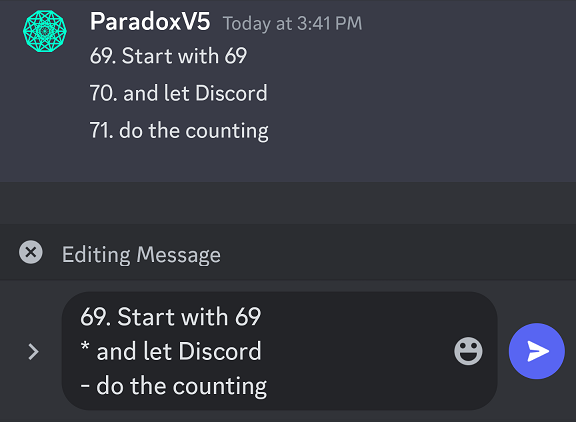 ParadoxV5 Today at 3:41 PM
69. Start with 69
70. and let Discord
71. do the counting
Editing Message
69. Start with 69
* and let Discord
- do the counting